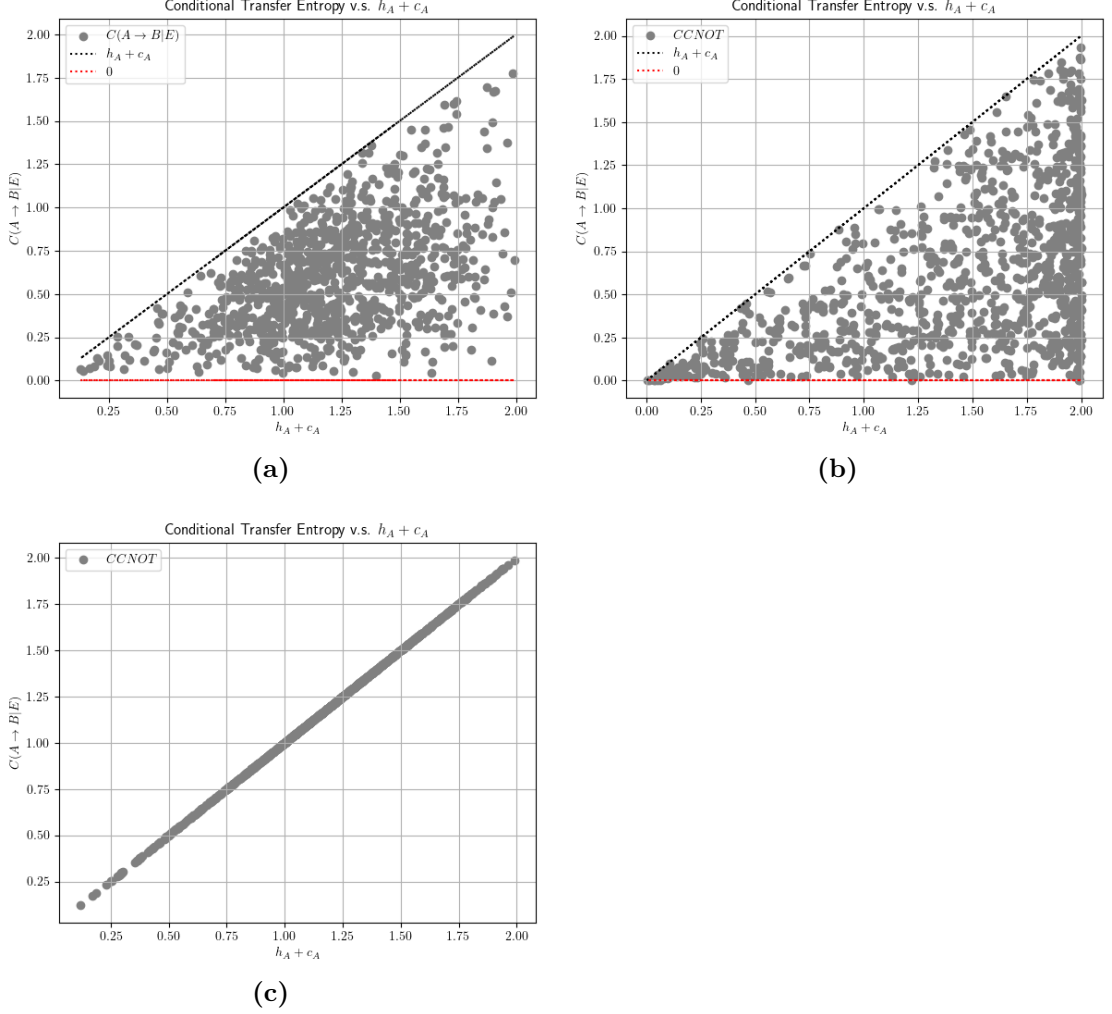 Conditional Transfer Entropy v.s. $h_A + c_A$
2.00
1.75
1.50
1.25
1.00
0.75
0.50
0.25
0.00
$C(A \rightarrow B|E)$
$C(A \rightarrow B|E)$
$h_A + c_A$
0
0.25 0.50 0.75 1.00 1.25 1.50 1.75 2.00
$h_A + c_A$
(a)
Conditional Transfer Entropy v.s. $h_A + c_A$
2.00
1.75
1.50
1.25
1.00
0.75
0.50
0.25
0.00
$C(A \rightarrow B|E)$
CCNOT
$h_A + c_A$
0
0.00 0.25 0.50 0.75 1.00 1.25 1.50 1.75 2.00
$h_A + c_A$
(b)
Conditional Transfer Entropy v.s. $h_A + c_A$
2.00
1.75
1.50
1.25
1.00
0.75
0.50
0.25
$C(A \rightarrow B|E)$
CCNOT
0.25 0.50 0.75 1.00 1.25 1.50 1.75 2.00
$h_A + c_A$
(c)